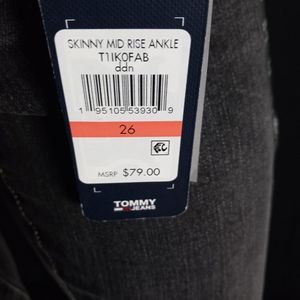 SKINNY MID RISE ANKLE
T1IK0FAB
ddn
1 95105 53930 9
26
MSRP $79.00
TOMMY
JEANS